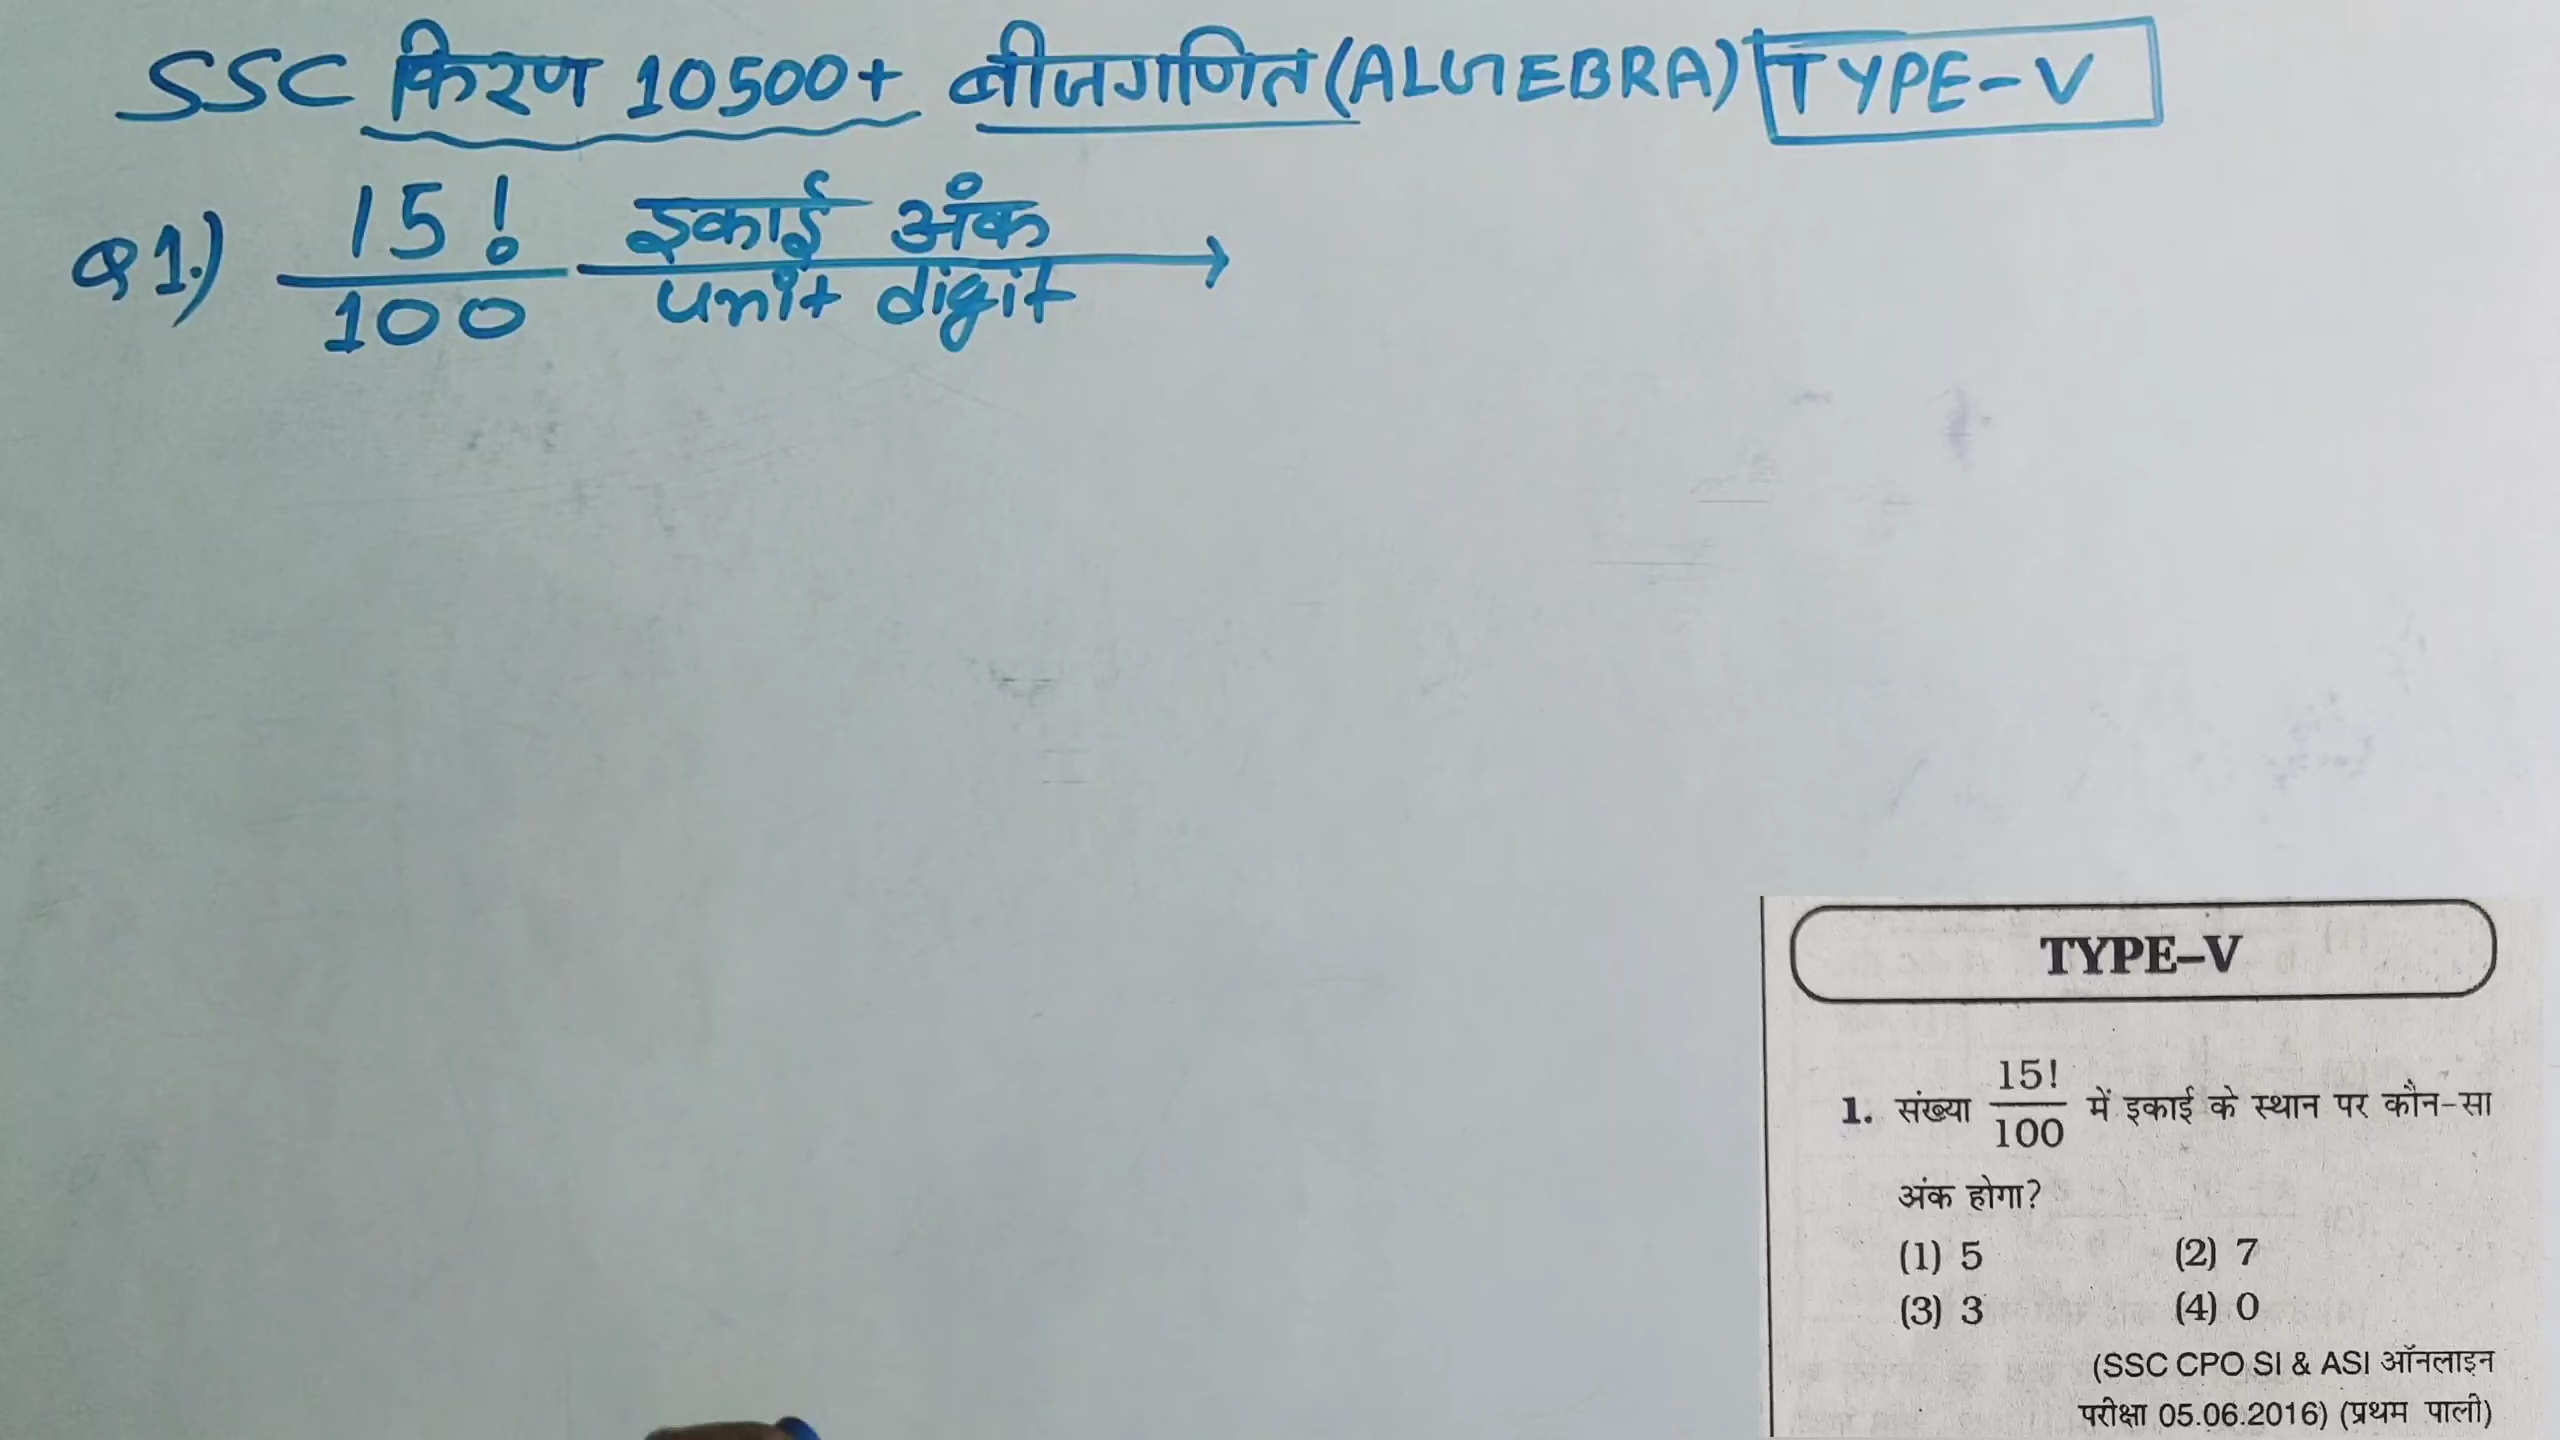 SSC किरण 10500+ बीजगणित (ALGEBRA) TYPE-V
Q1.) 15!/100 इकाई अंक
unit digit
TYPE–V
1. संख्या 15!/100 में इकाई के स्थान पर कौन-सा
अंक होगा?
(1) 5 (2) 7
(3) 3 (4) 0
(SSC CPO SI & ASI ऑनलाइन
परीक्षा 05.06.2016) (प्रथम पाली)